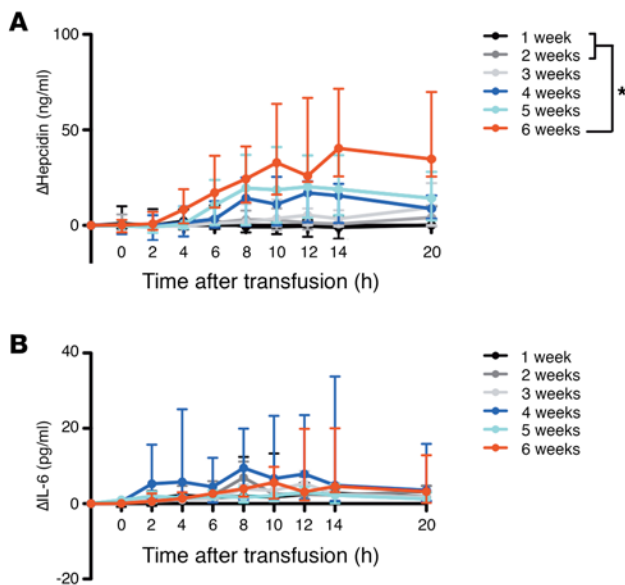 A
ΔHepcidin (ng/ml)
100
50
0
0 2 4 6 8 10 12 14 20
Time after transfusion (h)
1 week
2 weeks
3 weeks
4 weeks
5 weeks
6 weeks
*
B
ΔIL-6 (pg/ml)
40
20
0
-20
0 2 4 6 8 10 12 14 20
Time after transfusion (h)
1 week
2 weeks
3 weeks
4 weeks
5 weeks
6 weeks